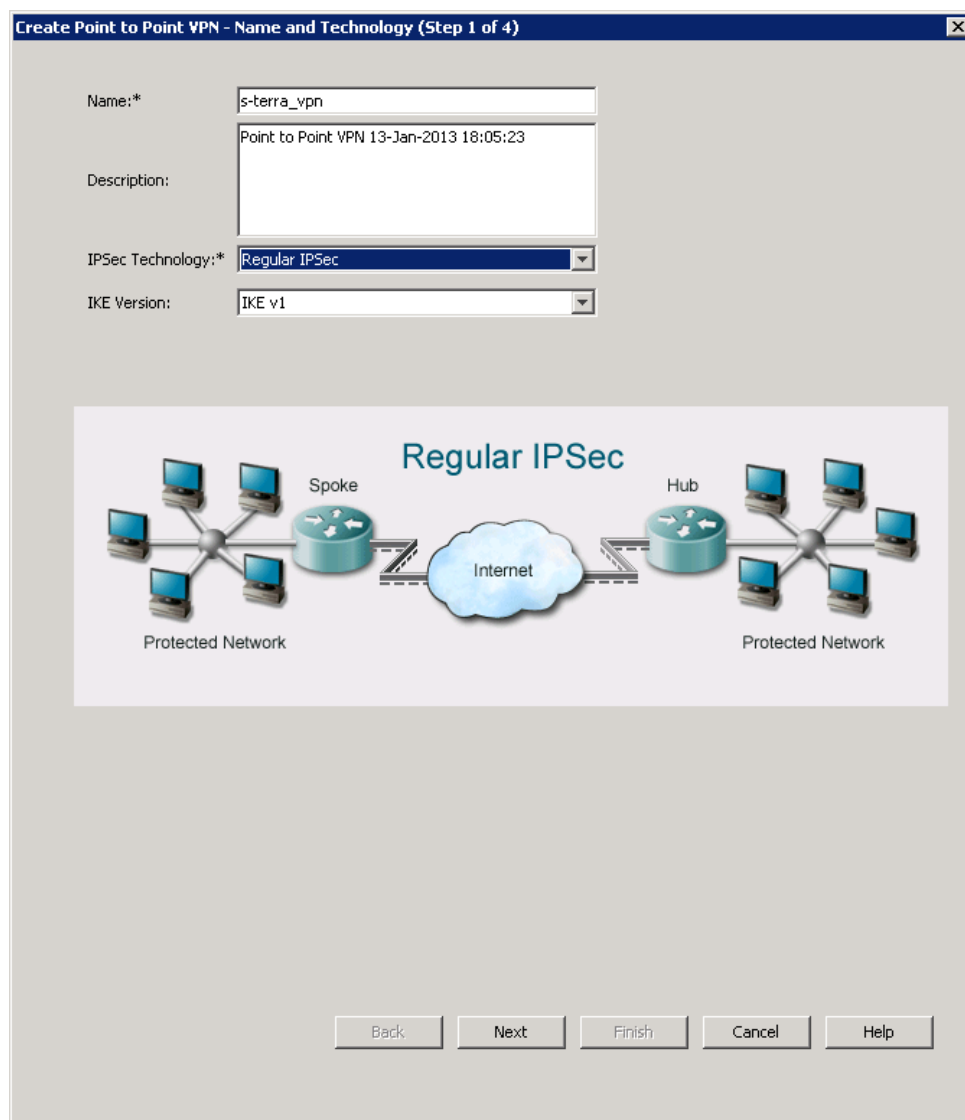 Create Point to Point VPN - Name and Technology (Step 1 of 4)
Name:* s-terra_vpn
Description: Point to Point VPN 13-Jan-2013 18:05:23
IPSec Technology:* Regular IPSec
IKE Version: IKE v1
Regular IPSec
Spoke
Hub
Internet
Protected Network
Protected Network
Back Next Finish Cancel Help